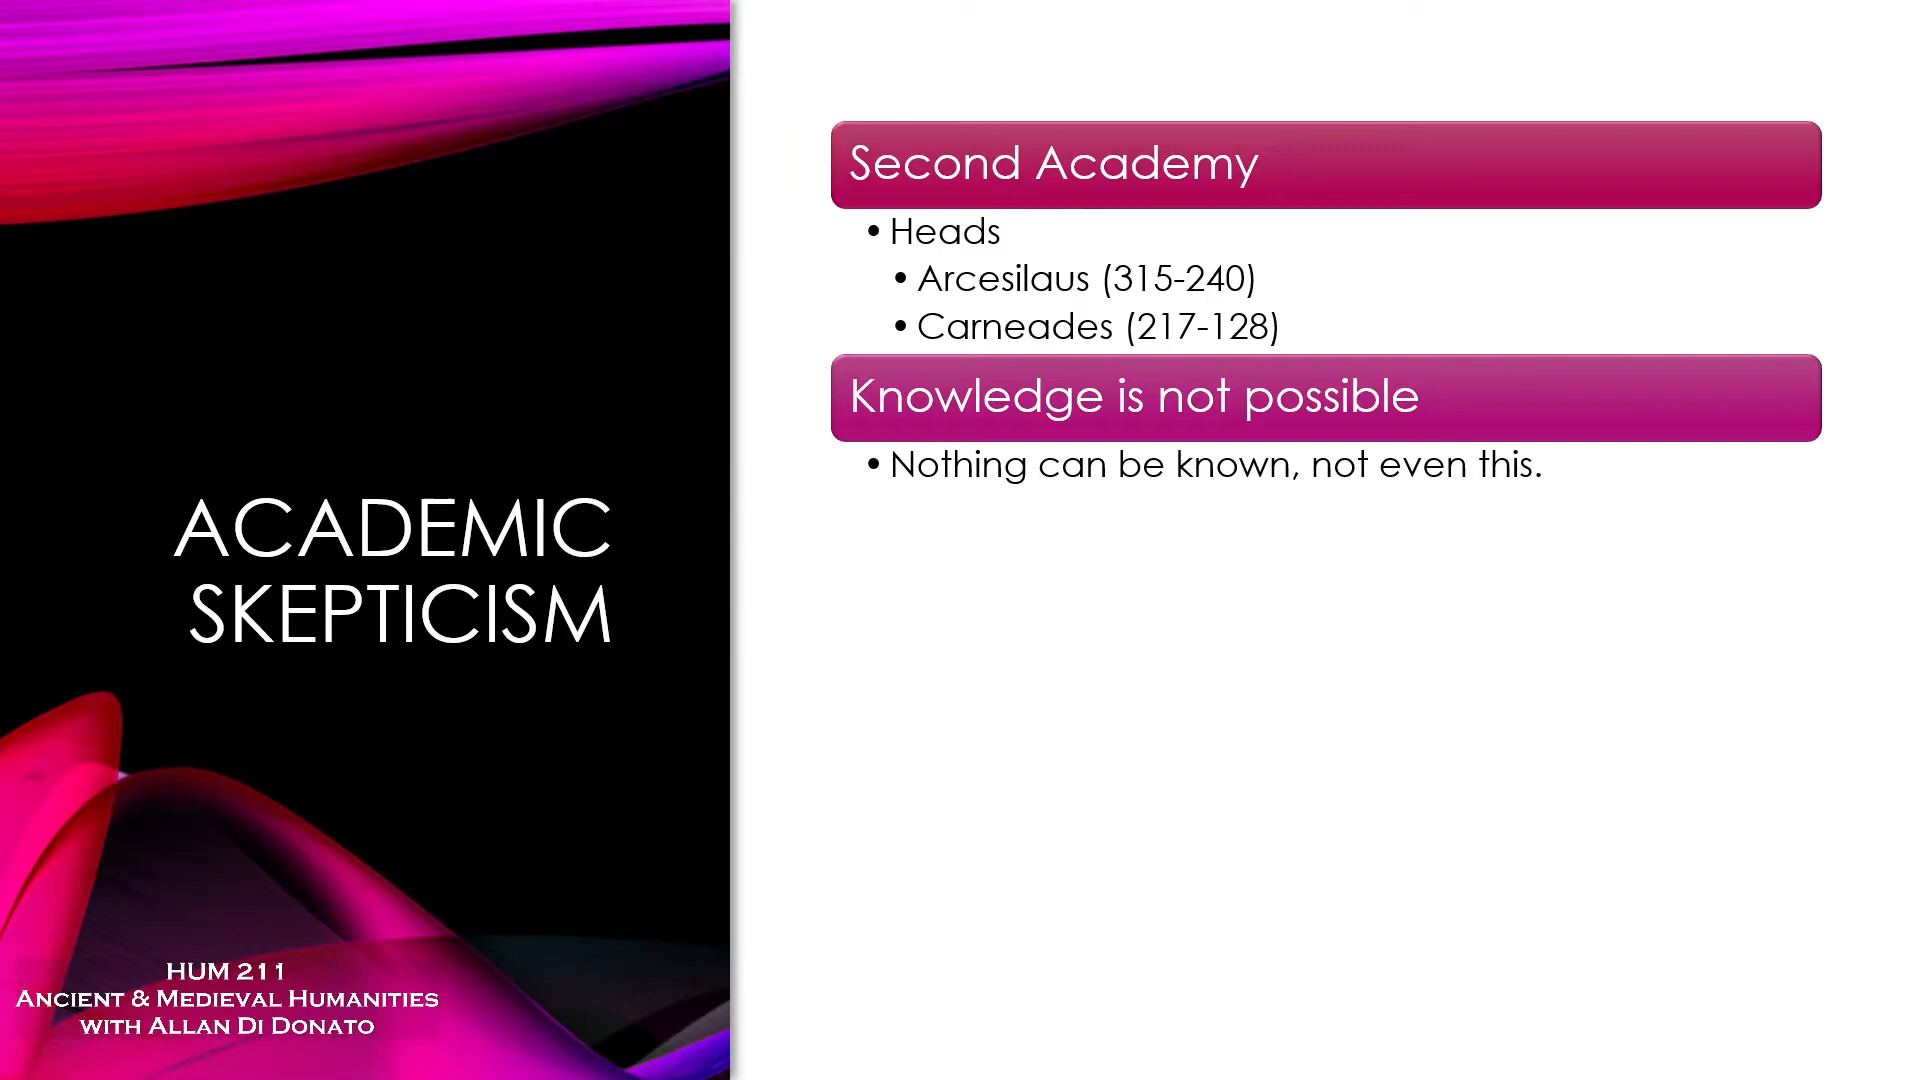 ACADEMIC
SKEPTICISM
HUM 211
ANCIENT & MEDIEVAL HUMANITIES
WITH ALLAN DI DONATO
Second Academy
• Heads
• Arcesilaus (315-240)
• Carneades (217-128)
Knowledge is not possible
• Nothing can be known, not even this.